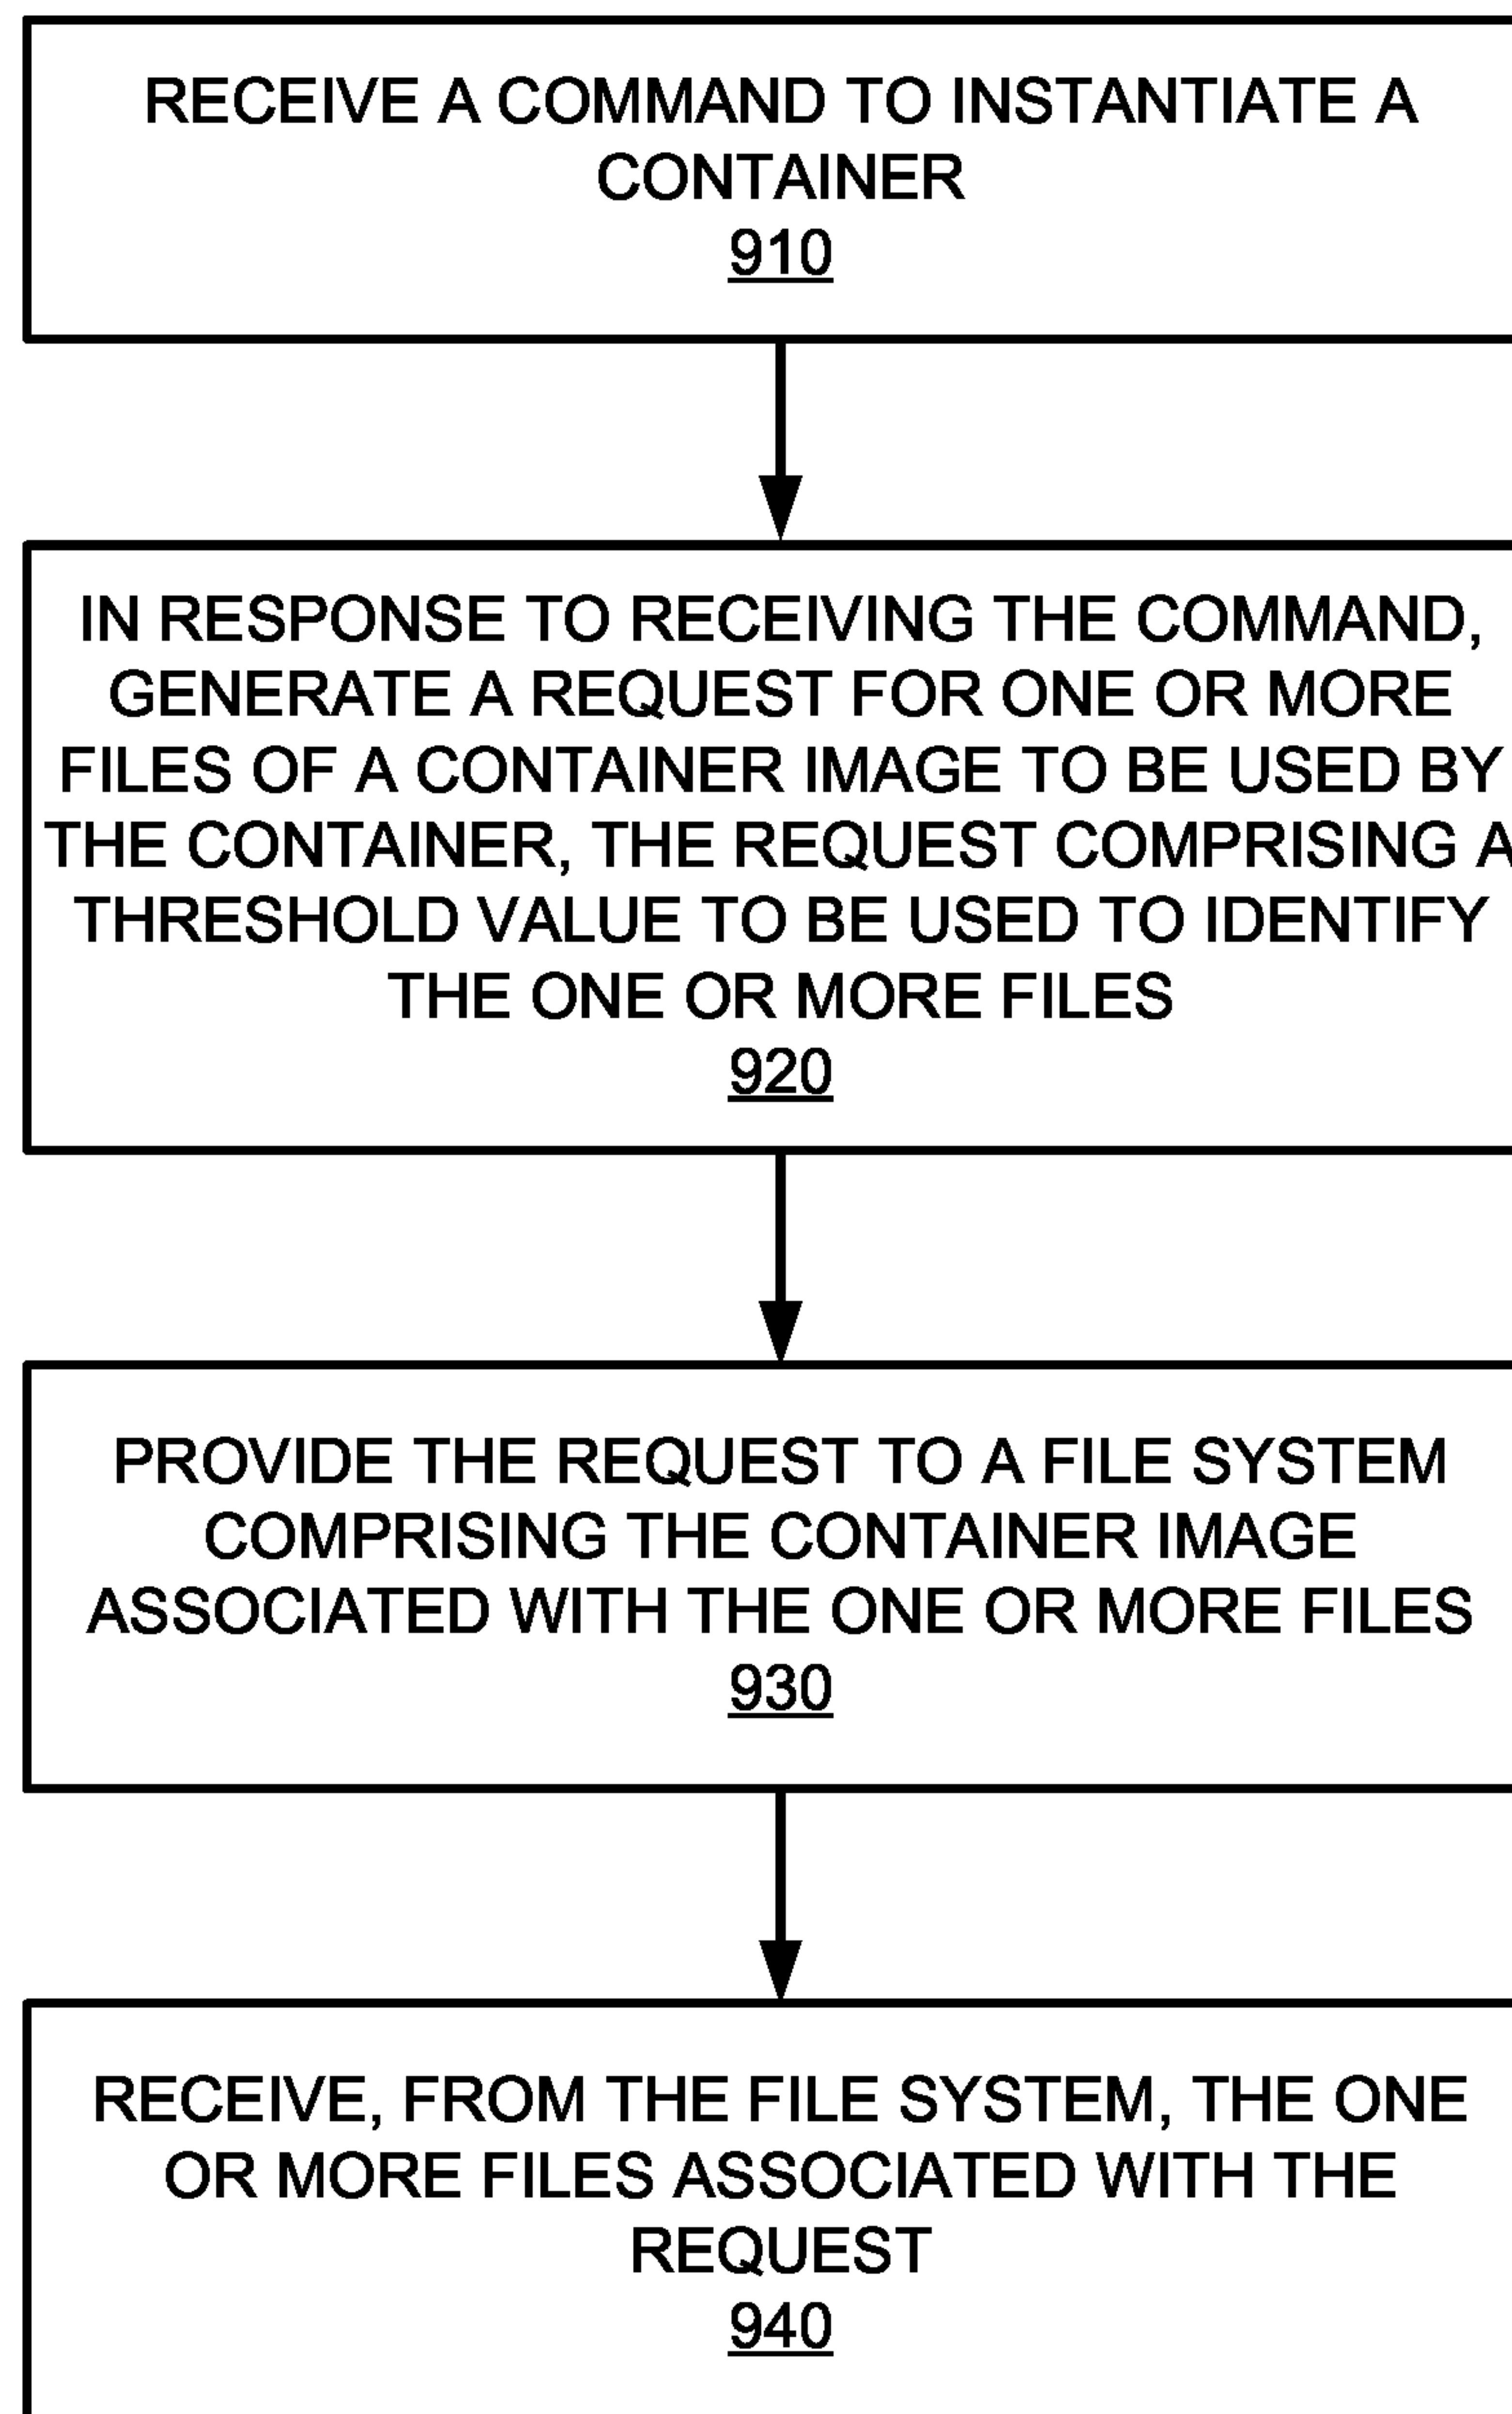 RECEIVE A COMMAND TO INSTANTIATE A
CONTAINER
910
IN RESPONSE TO RECEIVING THE COMMAND,
GENERATE A REQUEST FOR ONE OR MORE
FILES OF A CONTAINER IMAGE TO BE USED BY
THE CONTAINER, THE REQUEST COMPRISING A
THRESHOLD VALUE TO BE USED TO IDENTIFY
THE ONE OR MORE FILES
920
PROVIDE THE REQUEST TO A FILE SYSTEM
COMPRISING THE CONTAINER IMAGE
ASSOCIATED WITH THE ONE OR MORE FILES
930
RECEIVE, FROM THE FILE SYSTEM, THE ONE
OR MORE FILES ASSOCIATED WITH THE
REQUEST
940